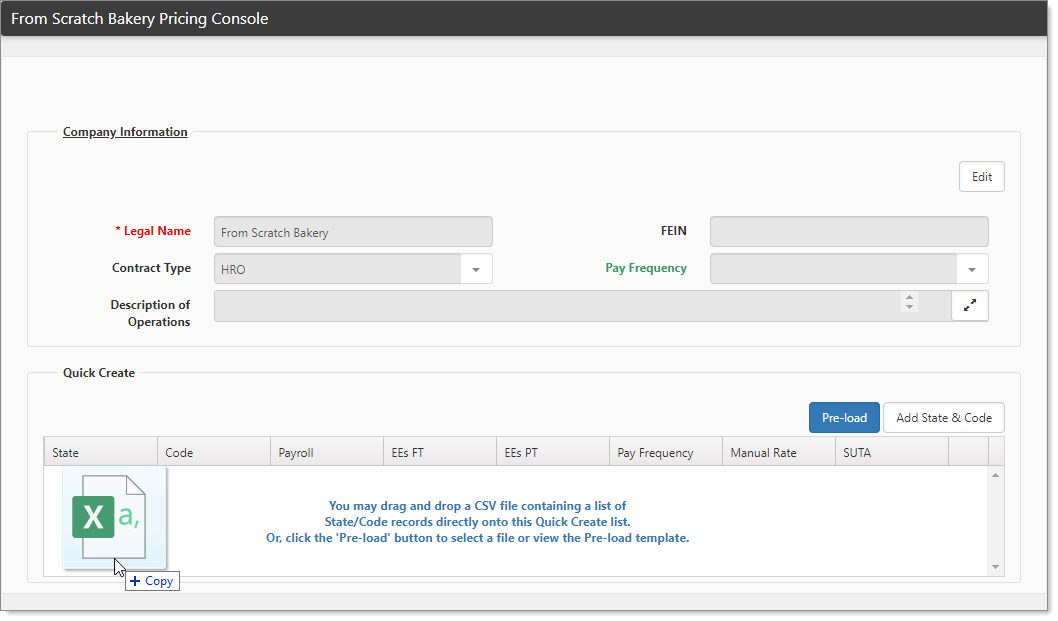 From Scratch Bakery Pricing Console
Company Information
Edit
* Legal Name From Scratch Bakery FEIN
Contract Type HRO Pay Frequency
Description of
Operations
Quick Create
Pre-load Add State & Code
State Code Payroll EEs FT EEs PT Pay Frequency Manual Rate SUTA
X a,
You may drag and drop a CSV file containing a list of
State/Code records directly onto this Quick Create list.
Or, click the 'Pre-load' button to select a file or view the Pre-load template.
+ Copy